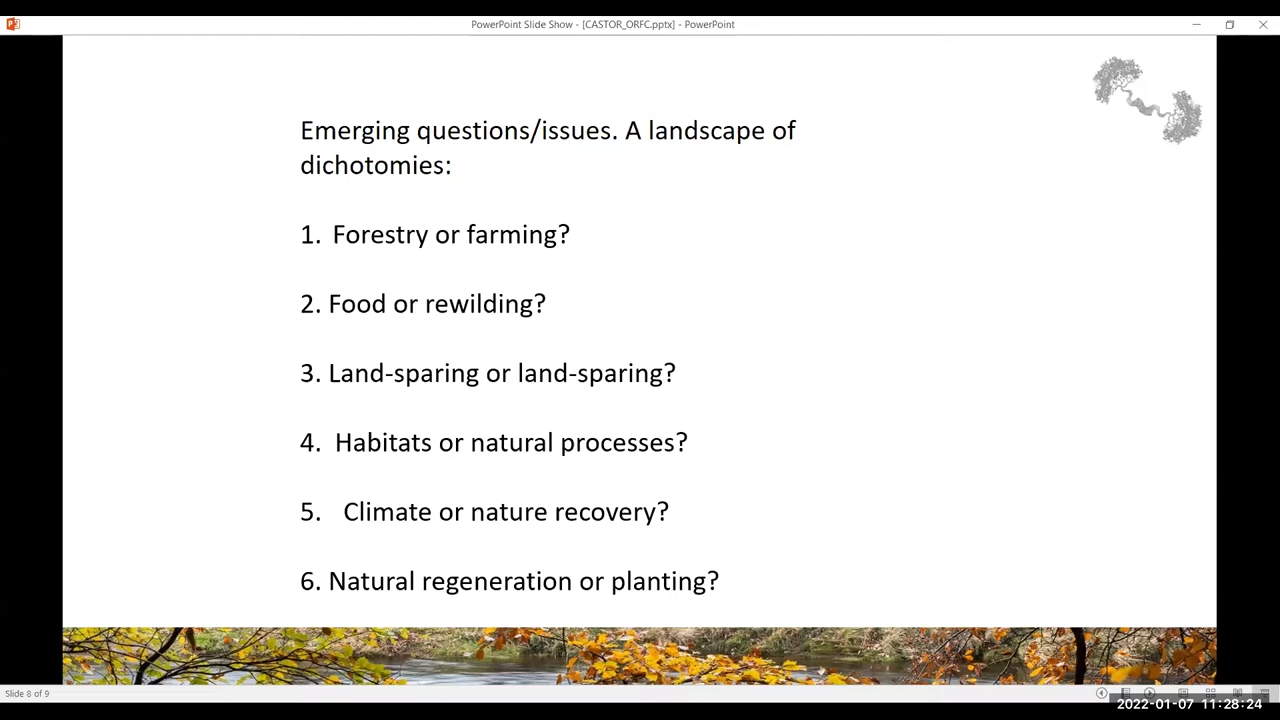 PowerPoint Slide Show - [CASTOR_ORFC.pptx] - PowerPoint
Emerging questions/issues. A landscape of
dichotomies:
1. Forestry or farming?
2. Food or rewilding?
3. Land-sparing or land-sparing?
4. Habitats or natural processes?
5. Climate or nature recovery?
6. Natural regeneration or planting?
Slide 8 of 9
2022-01-07 11:28:24